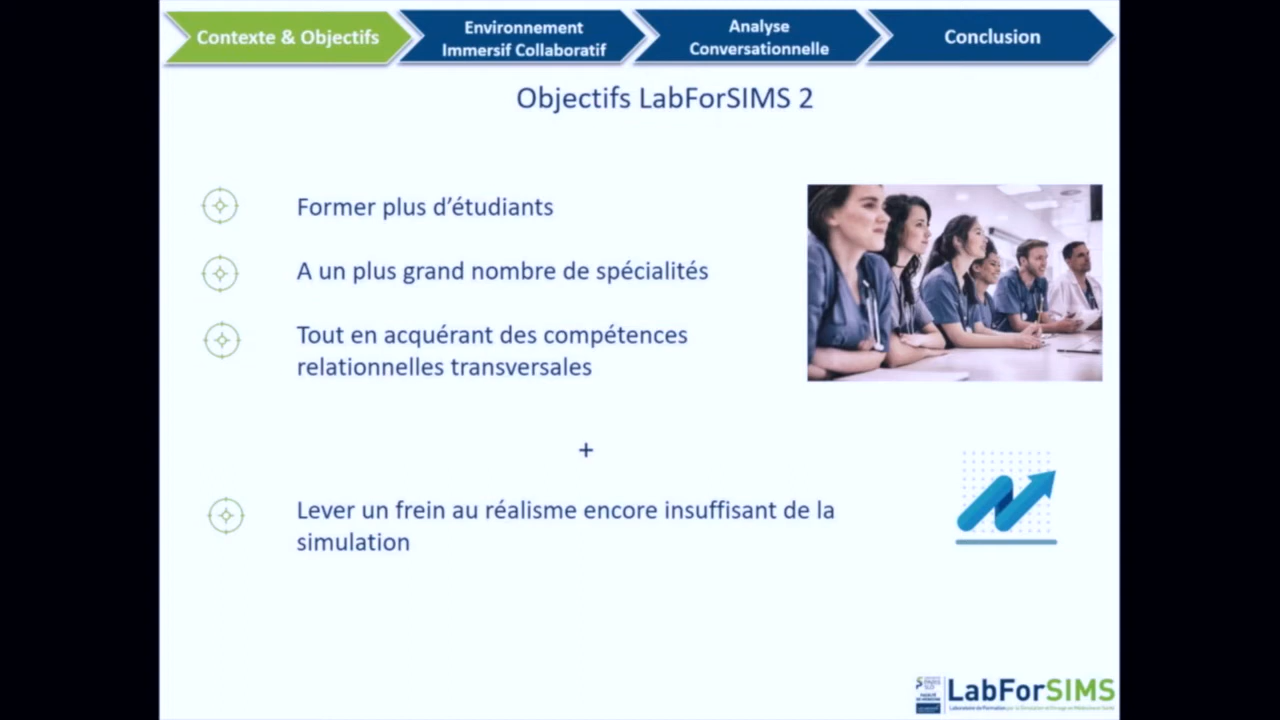 Contexte & Objectifs
Environnement
Immersif Collaboratif
Analyse
Conversationnelle
Conclusion
Objectifs LabForSIMS 2
Former plus d’étudiants
A un plus grand nombre de spécialités
Tout en acquérant des compétences
relationnelles transversales
+
Lever un frein au réalisme encore insuffisant de la
simulation
LabForSIMS